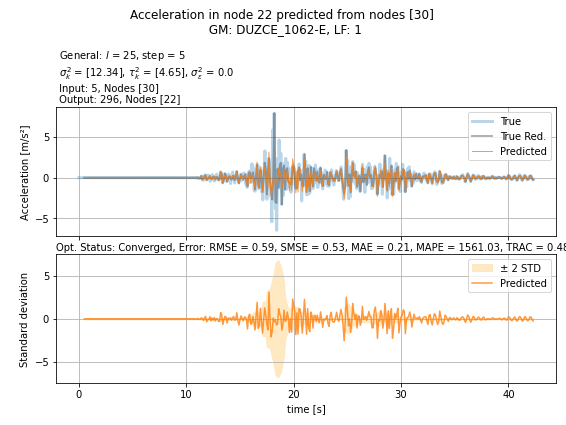 Acceleration in node 22 predicted from nodes [30]
GM: DUZCE_1062-E, LF: 1
General: l = 25, step = 5
σ²ₖ = [12.34], τ²ₖ = [4.65], σ²ε = 0.0
Input: 5, Nodes [30]
Output: 296, Nodes [22]
Acceleration [m/s²]
5
0
−5
True
True Red.
Predicted
Opt. Status: Converged, Error: RMSE = 0.59, SMSE = 0.53, MAE = 0.21, MAPE = 1561.03, TRAC = 0.48
Standard deviation
5
0
−5
± 2 STD
Predicted
0 10 20 30 40
time [s]